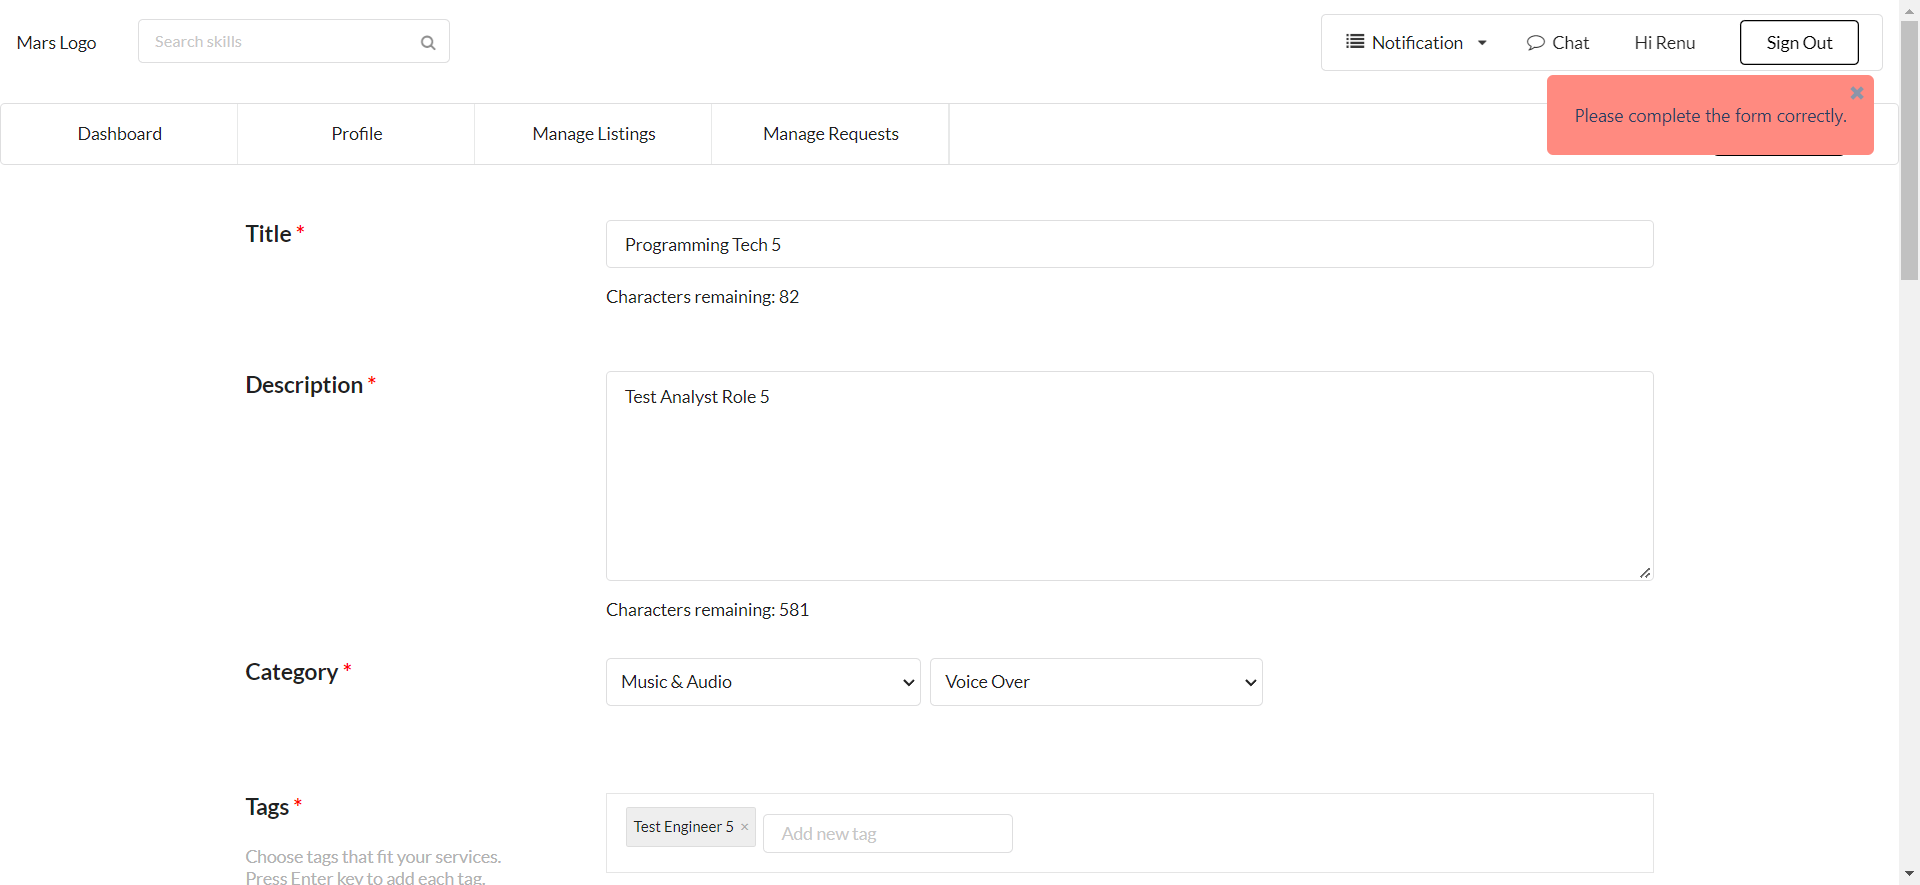 Mars Logo
Search skills
Notification
Chat
Hi Renu
Sign Out
Please complete the form correctly.
Dashboard
Profile
Manage Listings
Manage Requests
Title *
Programming Tech 5
Characters remaining: 82
Description *
Test Analyst Role 5
Characters remaining: 581
Category *
Music & Audio
Voice Over
Tags *
Test Engineer 5 ×
Add new tag
Choose tags that fit your services.
Press Enter key to add each tag.